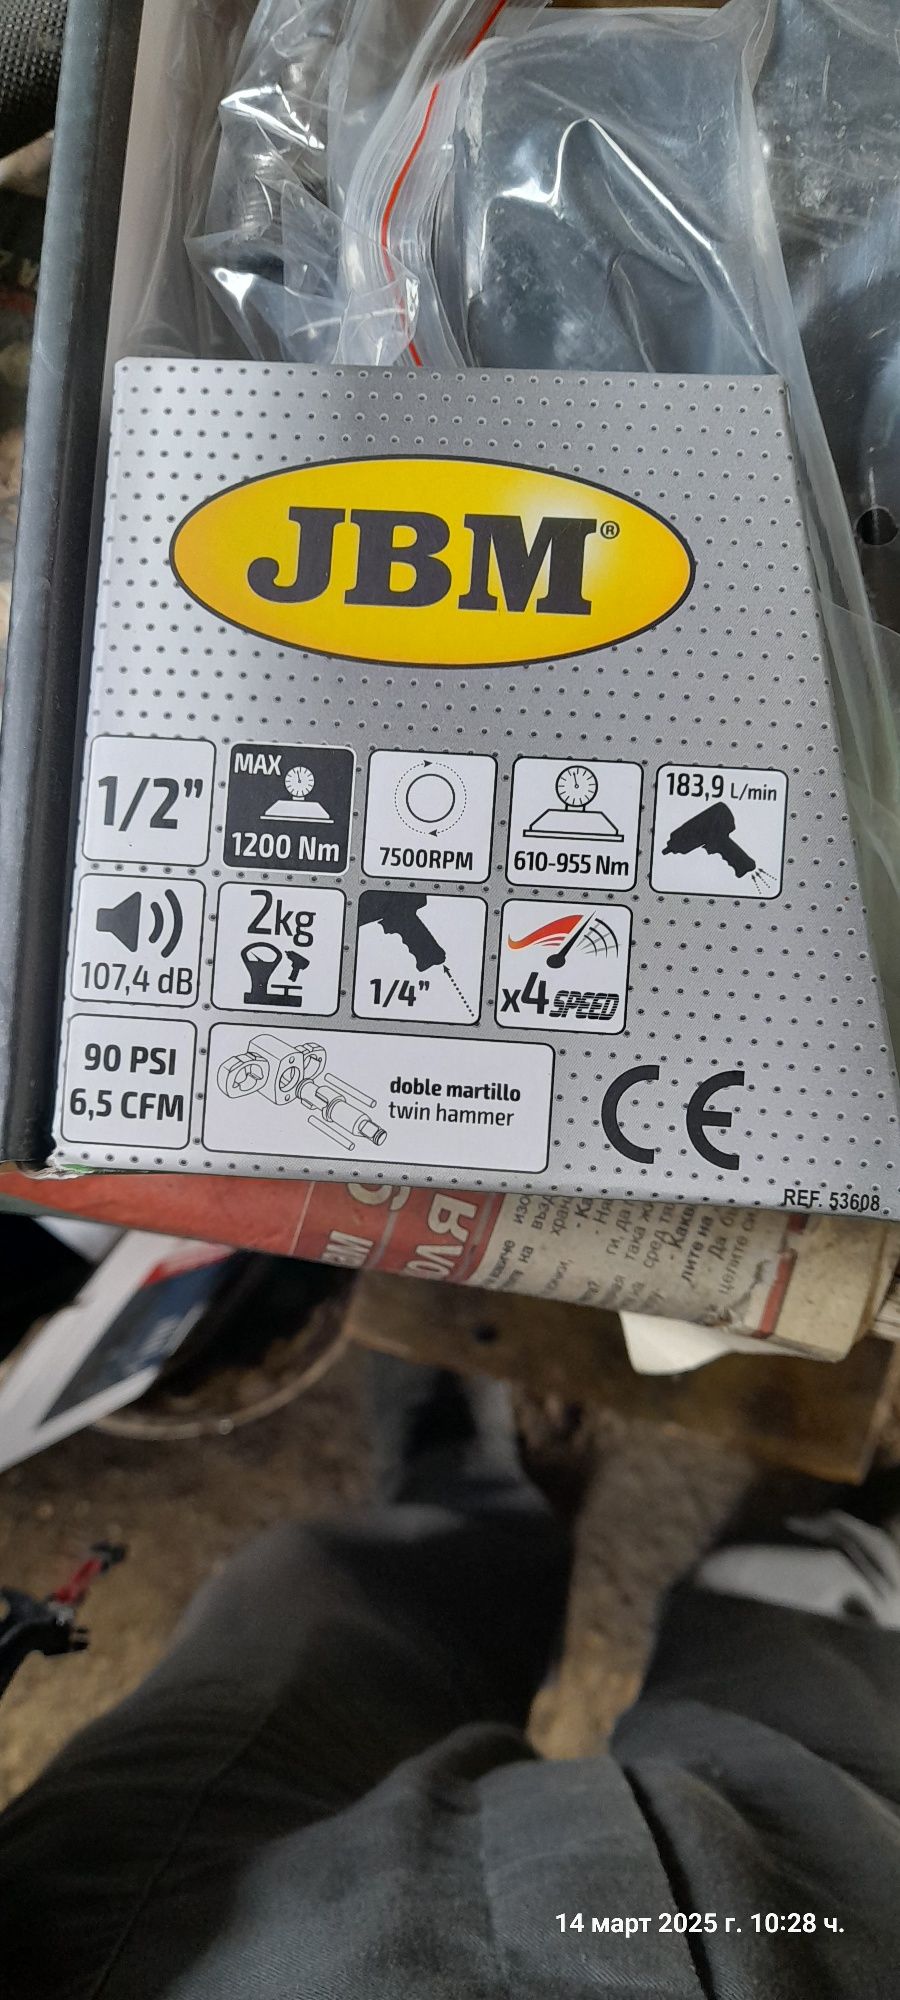 JBM®
1/2”
MAX
1200 Nm
7500RPM
610-955 Nm
183,9 L/min
107,4 dB
2kg
1/4”
x4 SPEED
90 PSI
6,5 CFM
doble martillo
twin hammer
CE
REF. 53608
14 март 2025 г. 10:28 ч.